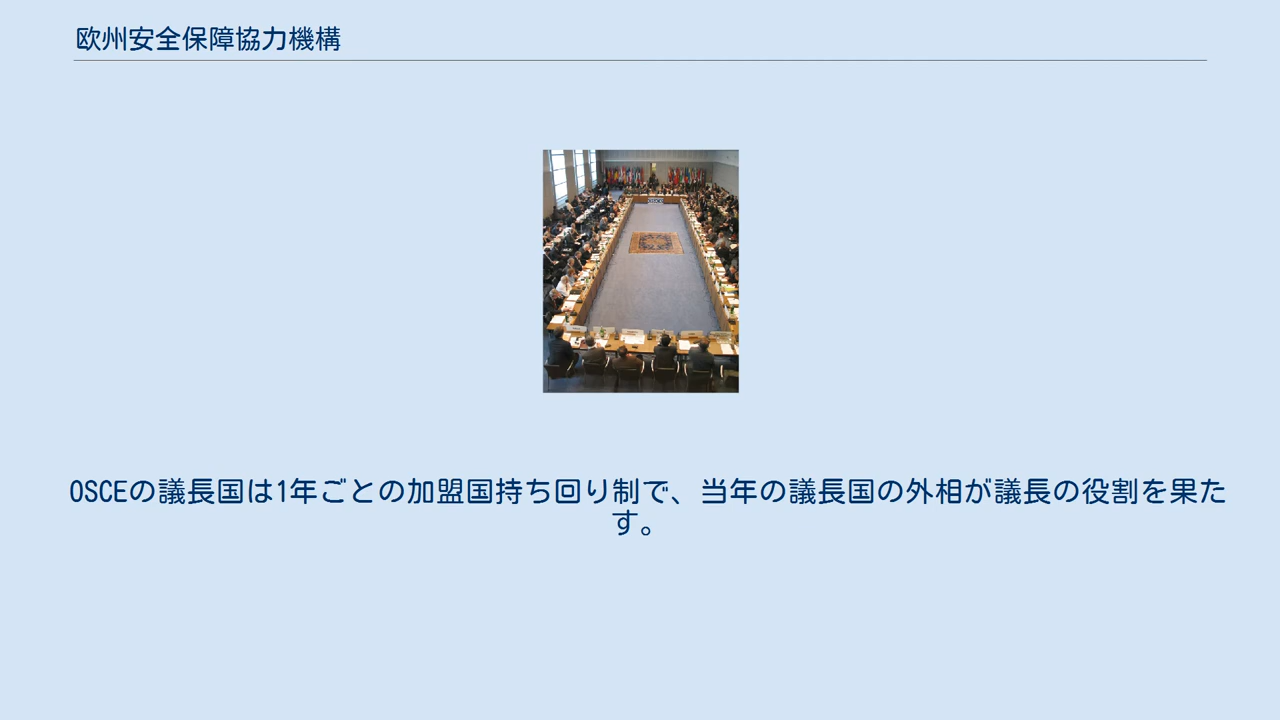 欧州安全保障協力機構
OSCEの議長国は1年ごとの加盟国持ち回り制で、当年の議長国の外相が議長の役割を果た
す。